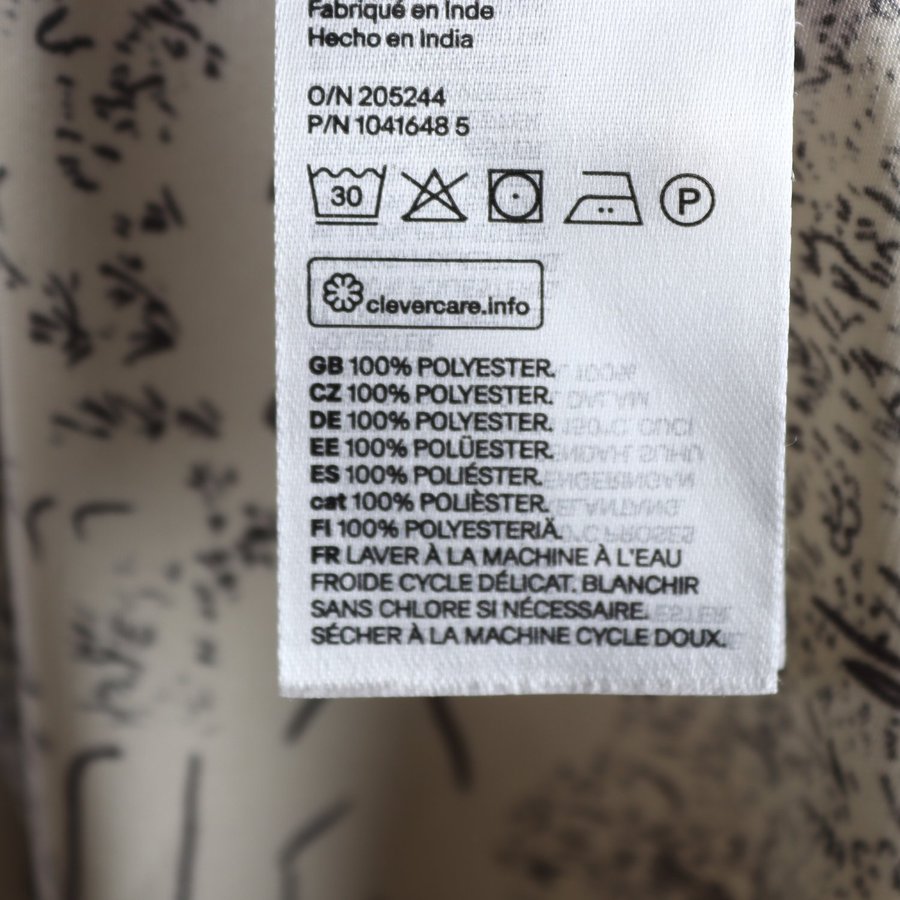 Fabriqué en Inde
Hecho en India
O/N 205244
P/N 1041648 5
30
P
clevercare.info
GB 100% POLYESTER.
CZ 100% POLYESTER.
DE 100% POLYESTER.
EE 100% POLÜESTER.
ES 100% POLIÉSTER.
cat 100% POLIÈSTER.
FI 100% POLYESTERIÄ.
FR LAVER À LA MACHINE À L'EAU
FROIDE CYCLE DÉLICAT. BLANCHIR
SANS CHLORE SI NÉCESSAIRE.
SÉCHER À LA MACHINE CYCLE DOUX.